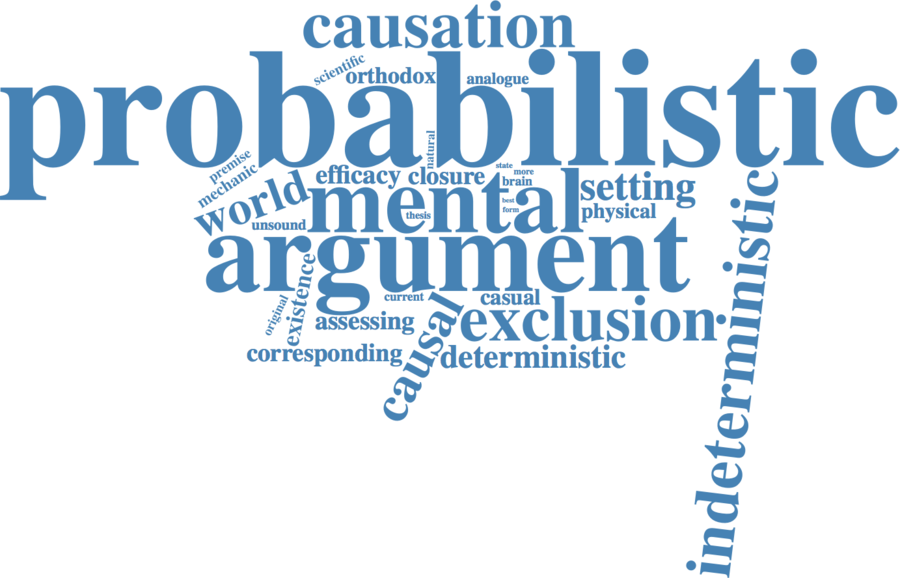 causation
scientific
orthodox
analogue
probabilistic
natural
premise
mechanic
efficacy
closure
state
more
brain
world
mental
best
form
thesis
setting
physical
unsound
argument
indeterministic
existence
original
current
casual
assessing
causal
exclusion
corresponding
deterministic